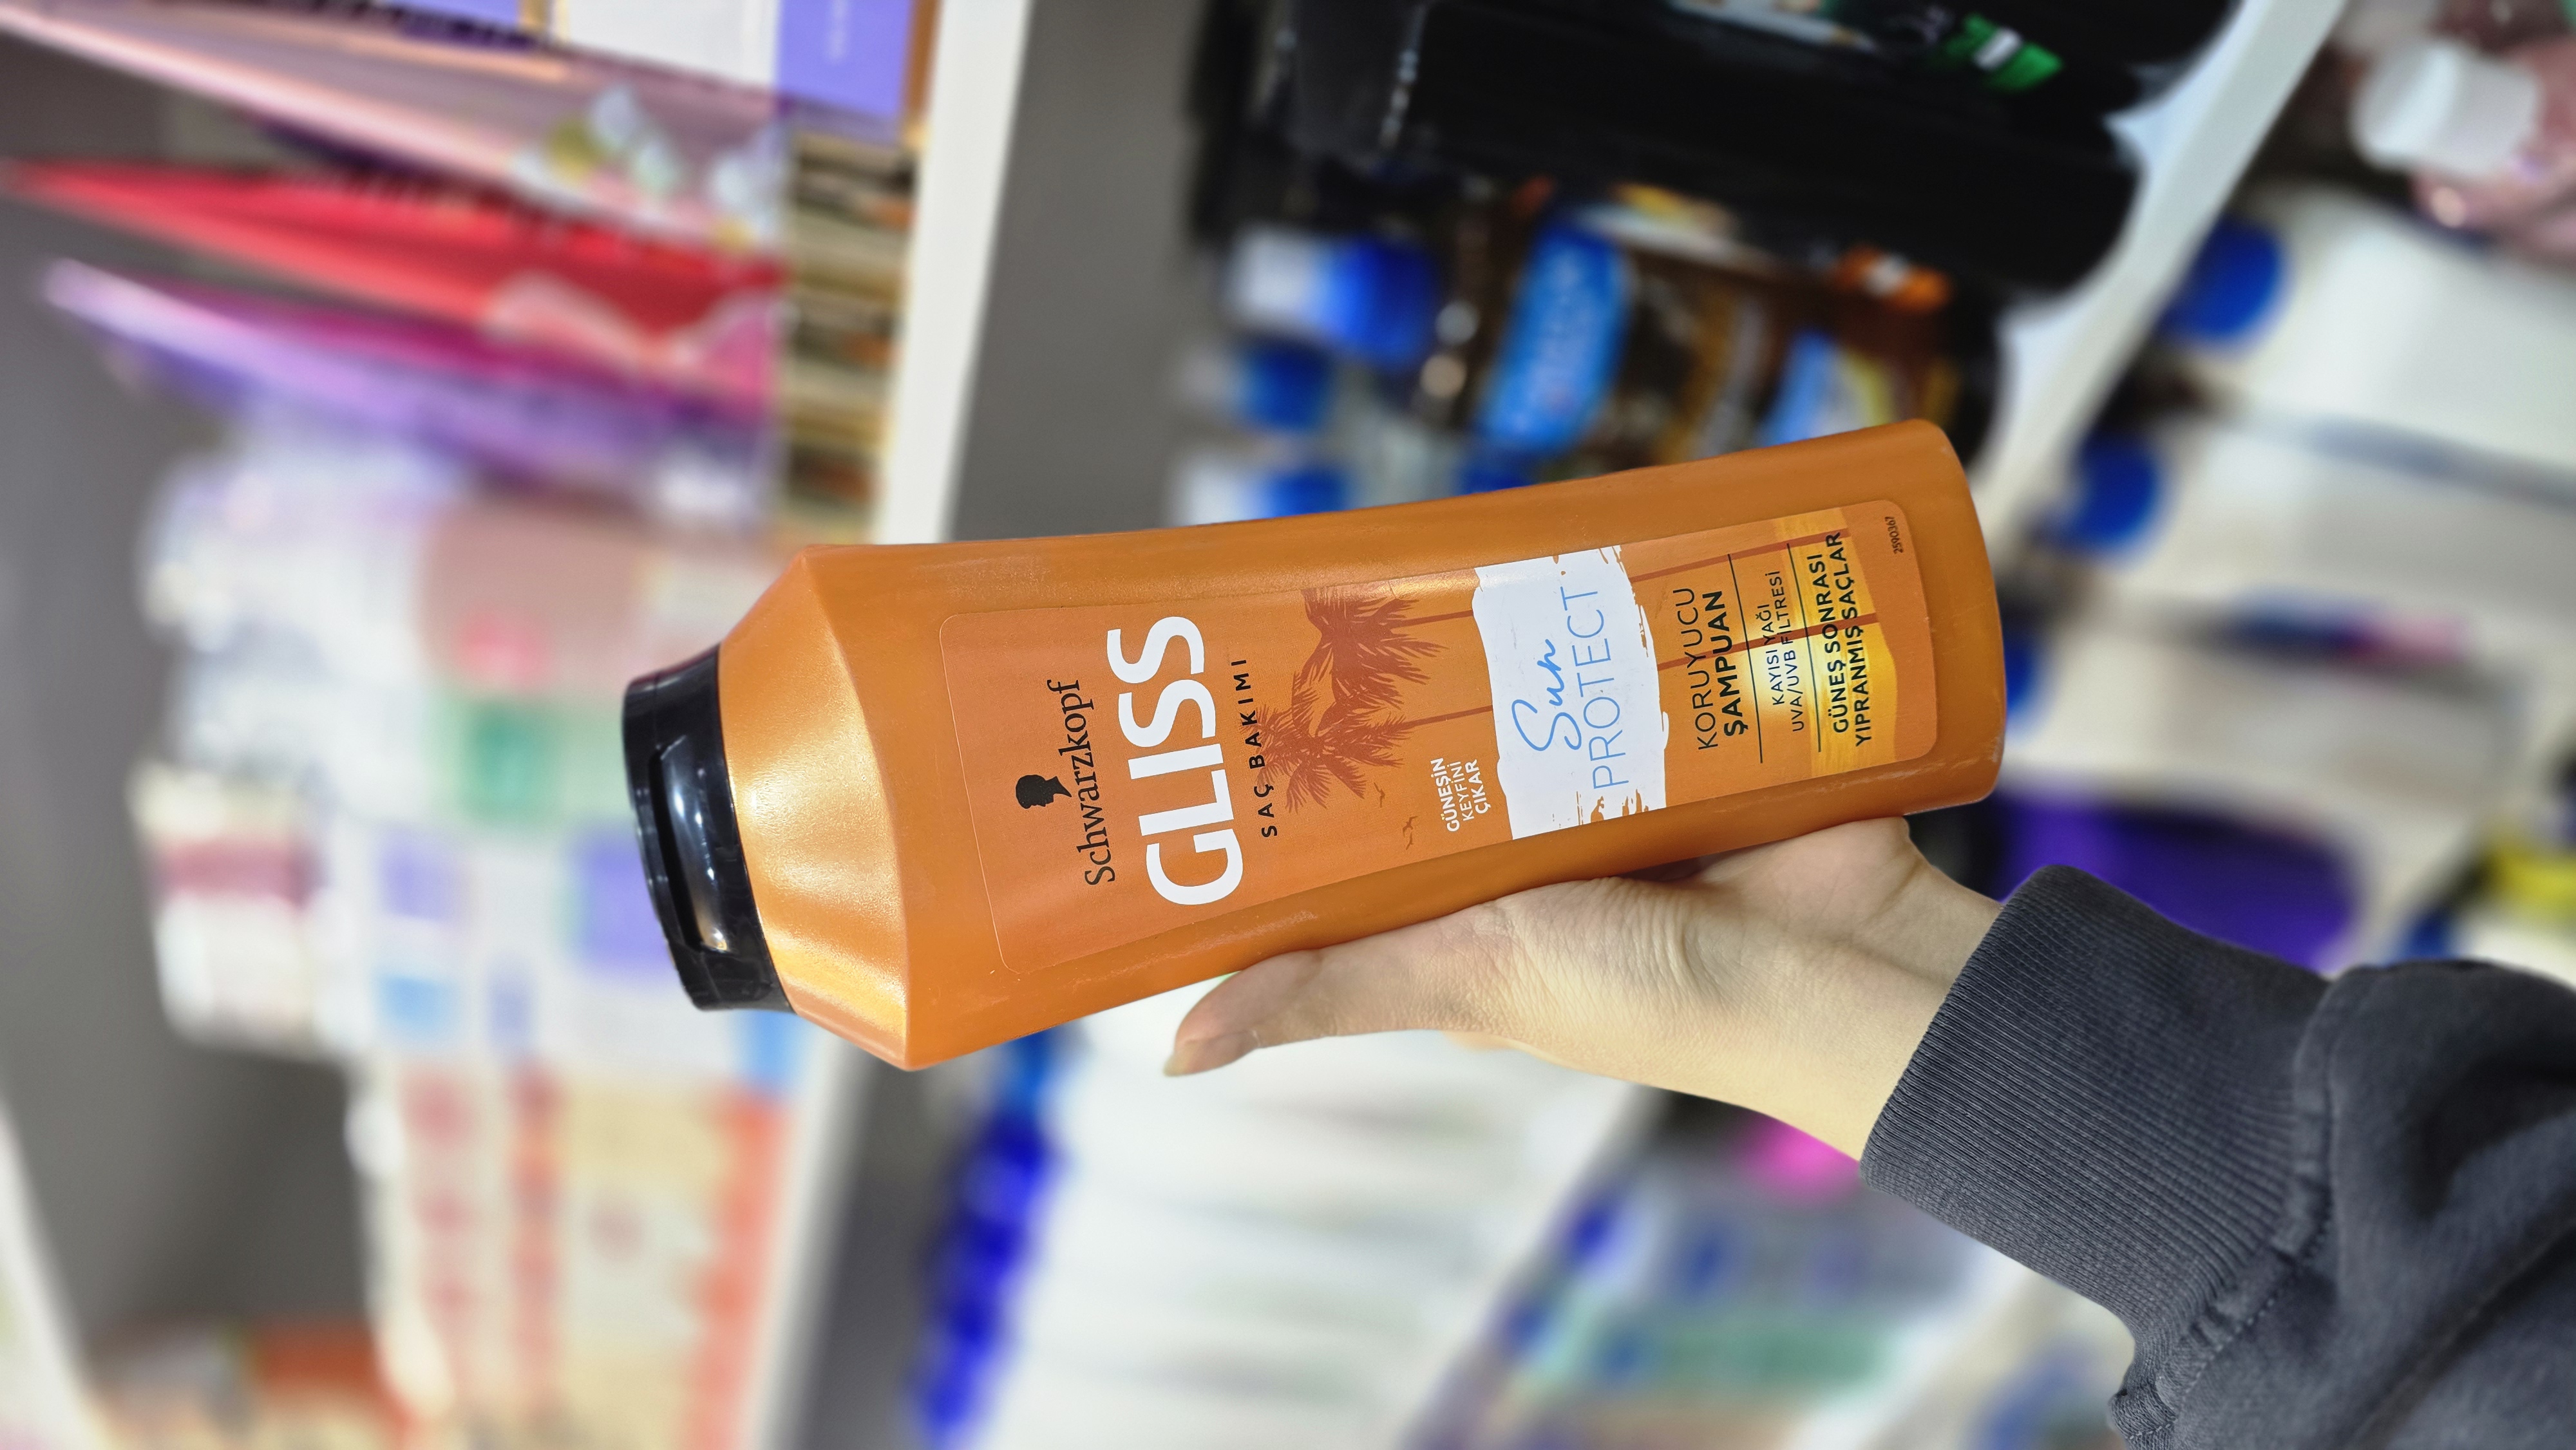 Schwarzkopf
GLISS
SAÇ BAKIMI
GÜNEŞİN
KEYFİNİ
ÇIKAR
Sun
PROTECT
KORUYUCU
ŞAMPUAN
KAYISI YAĞI
UVA/UVB FİLTRESİ
GÜNEŞ SONRASI
YIPRANMIŞ SAÇLAR
2590367